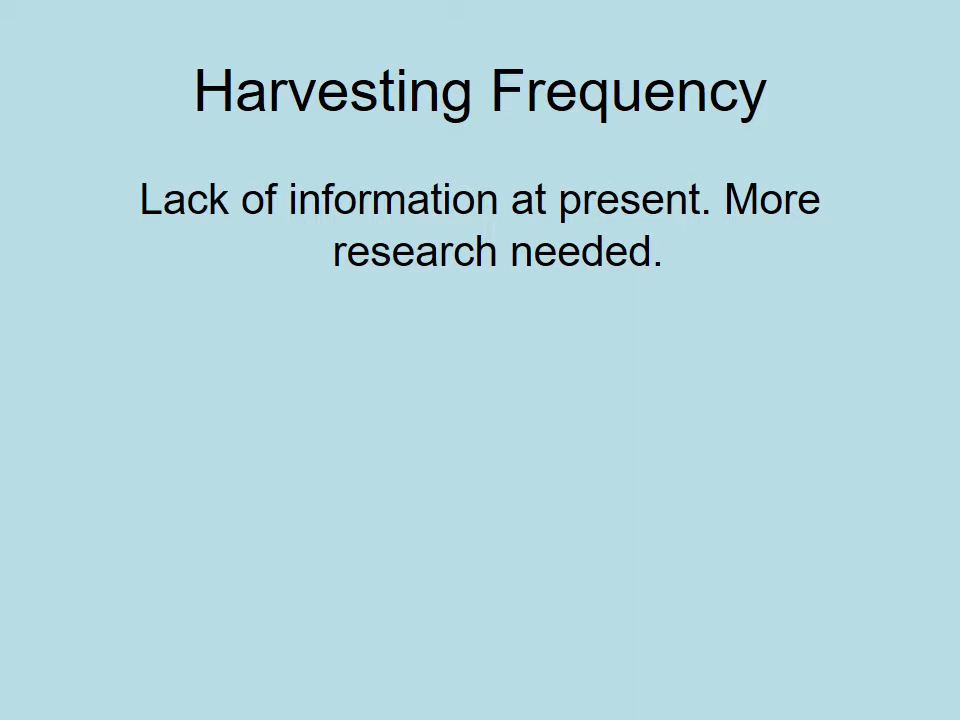 Harvesting Frequency
Lack of information at present. More
research needed.